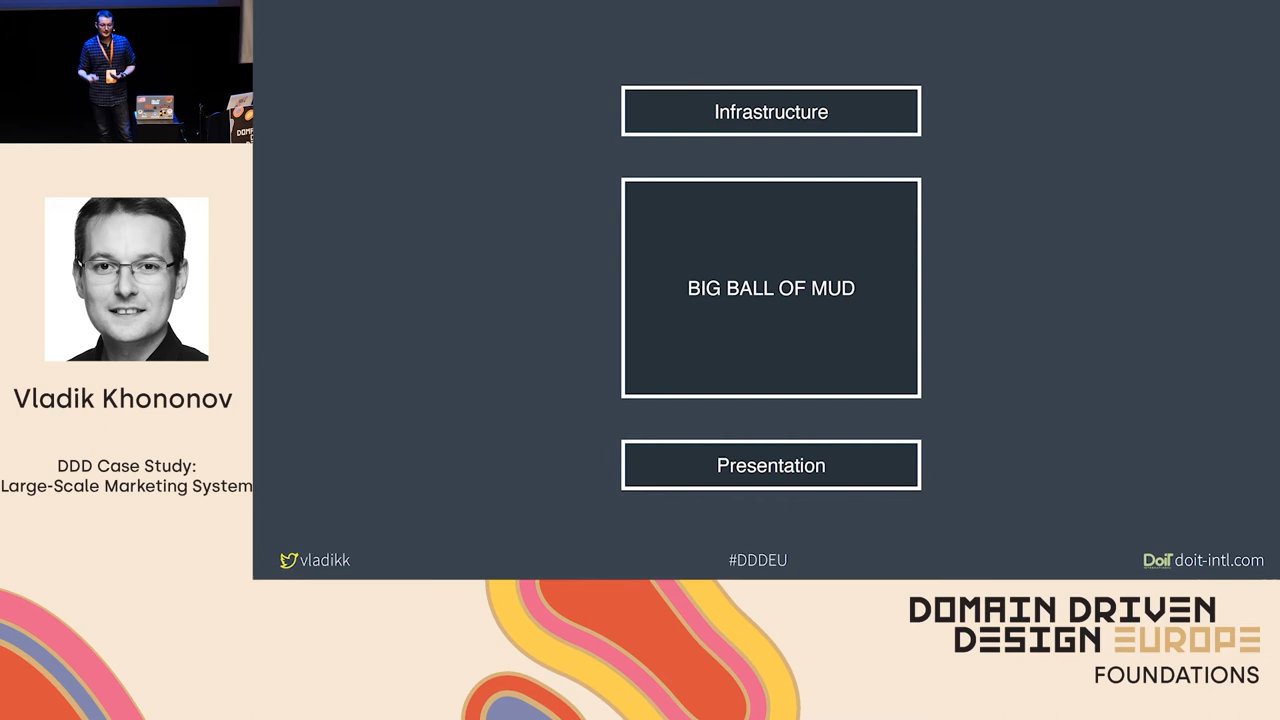 Infrastructure
BIG BALL OF MUD
Presentation
vladikk
#DDDEU
DoiT doit-intl.com
Vladik Khononov
DDD Case Study:
Large-Scale Marketing System
DOMAIN DRIVEN
DESIGN EUROPE
FOUNDATIONS